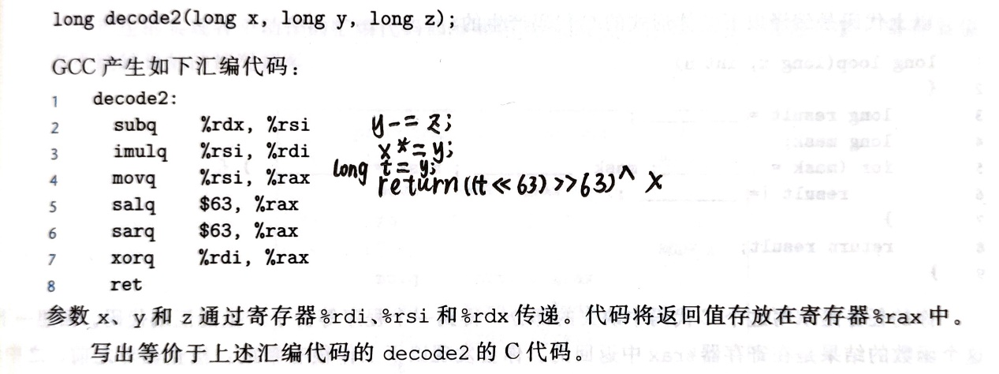 long decode2(long x, long y, long z);
GCC 产生如下汇编代码：
1 decode2:
2 subq %rdx, %rsi y-= z;
3 imulq %rsi, %rdi x*= y;
4 movq %rsi, %rax long t= y;
5 salq $63, %rax return((t<<63)>>63)^ x
6 sarq $63, %rax
7 xorq %rdi, %rax
8 ret
参数 x、y 和 z 通过寄存器%rdi、%rsi 和%rdx 传递。代码将返回值存放在寄存器%rax 中。
写出等价于上述汇编代码的 decode2 的 C 代码。